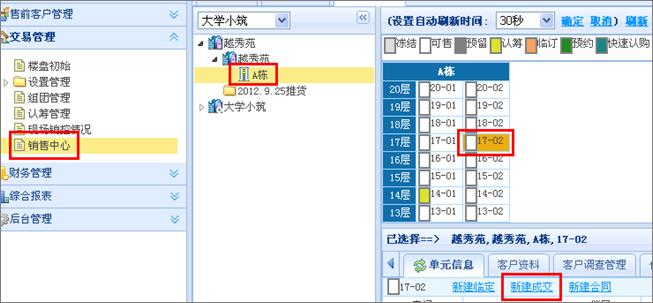 售前客户管理
交易管理
楼盘初始
设置管理
组团管理
认筹管理
现场销控情况
销售中心
财务管理
综合报表
后台管理
大学小筑
越秀苑
越秀苑
A栋
2012.9.25推货
大学小筑
(设置自动刷新时间: 30秒 确定 取消) 刷新
冻结 可售 预留 认筹 临订 预约 快速认购
A栋
20层 20-01 20-02
19层 19-01 19-02
18层 18-01 18-02
17层 17-01 17-02
16层 16-01 16-02
15层 15-01 15-02
14层 14-01 14-02
13层 13-01 13-02
已选择==> 越秀苑,越秀苑,A栋,17-02
单元信息 客户资料 客户调查管理
17-02 新建临定 新建成交 新建合同